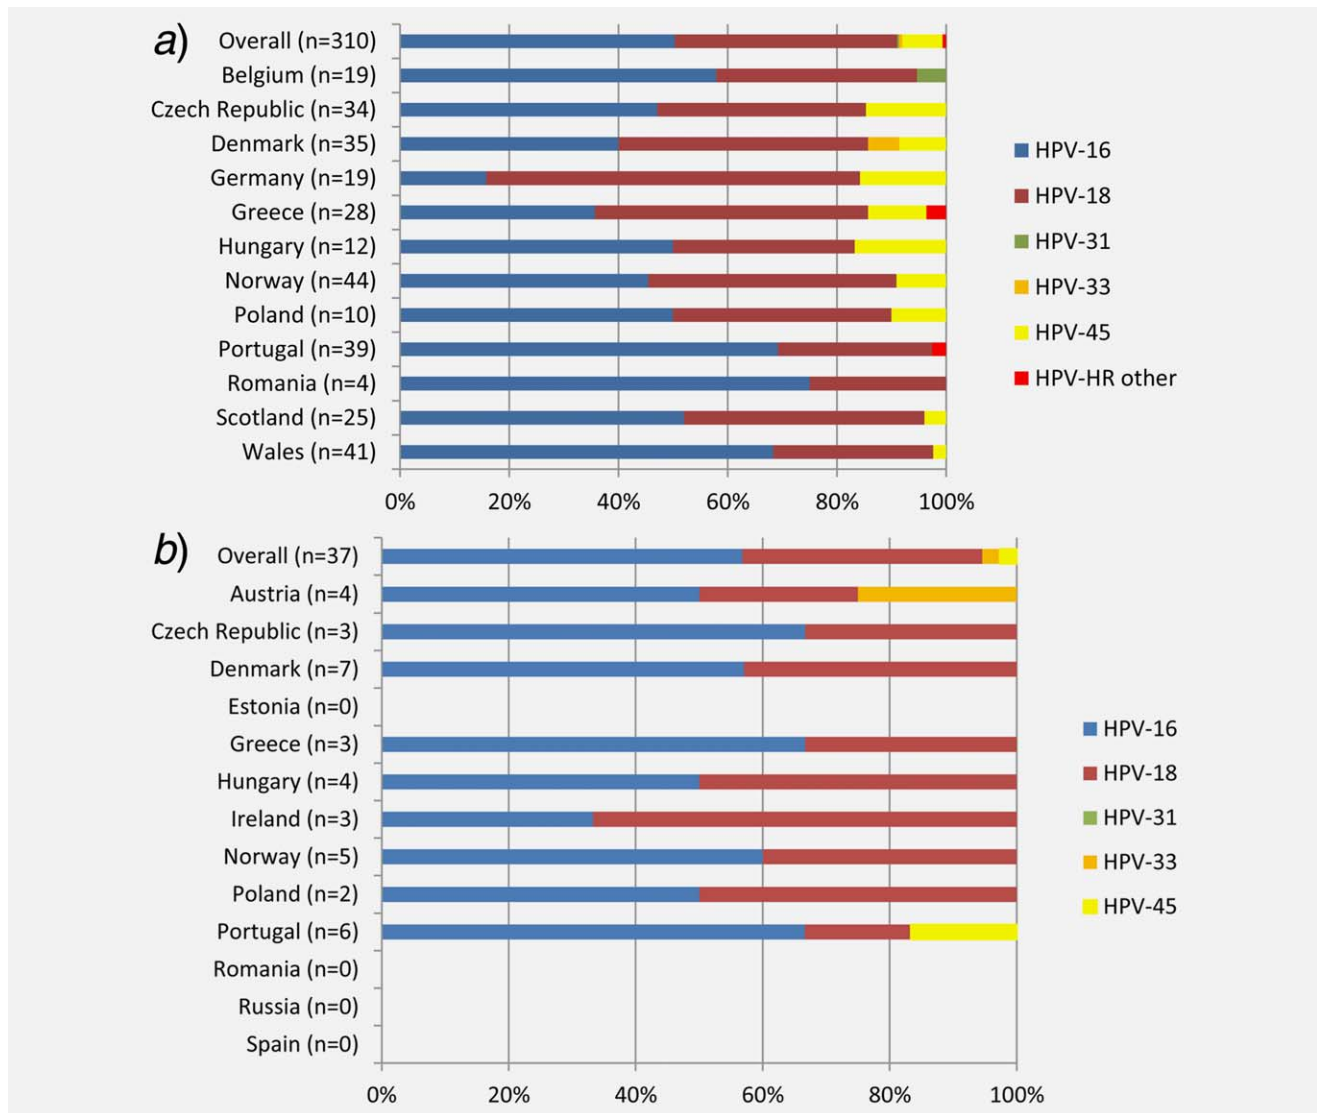 a)
Overall (n=310)
Belgium (n=19)
Czech Republic (n=34)
Denmark (n=35)
Germany (n=19)
Greece (n=28)
Hungary (n=12)
Norway (n=44)
Poland (n=10)
Portugal (n=39)
Romania (n=4)
Scotland (n=25)
Wales (n=41)
0% 20% 40% 60% 80% 100%
HPV-16
HPV-18
HPV-31
HPV-33
HPV-45
HPV-HR other
b)
Overall (n=37)
Austria (n=4)
Czech Republic (n=3)
Denmark (n=7)
Estonia (n=0)
Greece (n=3)
Hungary (n=4)
Ireland (n=3)
Norway (n=5)
Poland (n=2)
Portugal (n=6)
Romania (n=0)
Russia (n=0)
Spain (n=0)
0% 20% 40% 60% 80% 100%
HPV-16
HPV-18
HPV-31
HPV-33
HPV-45